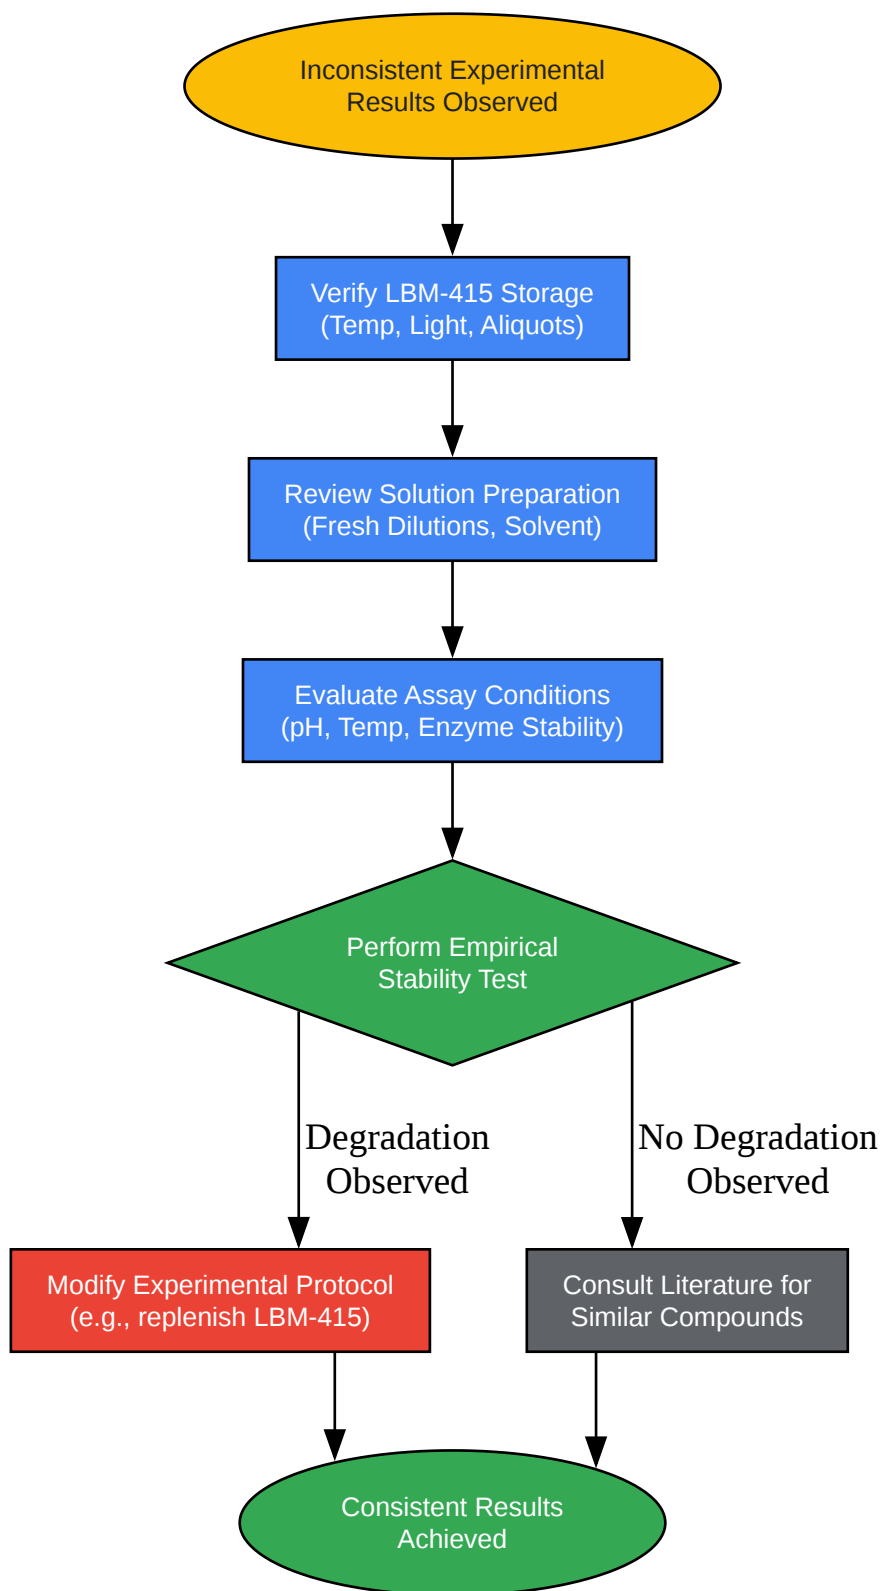 Inconsistent Experimental
Results Observed
Verify LBM-415 Storage
(Temp, Light, Aliquots)
Review Solution Preparation
(Fresh Dilutions, Solvent)
Evaluate Assay Conditions
(pH, Temp, Enzyme Stability)
Perform Empirical
Stability Test
Degradation
Observed
No Degradation
Observed
Modify Experimental Protocol
(e.g., replenish LBM-415)
Consult Literature for
Similar Compounds
Consistent Results
Achieved